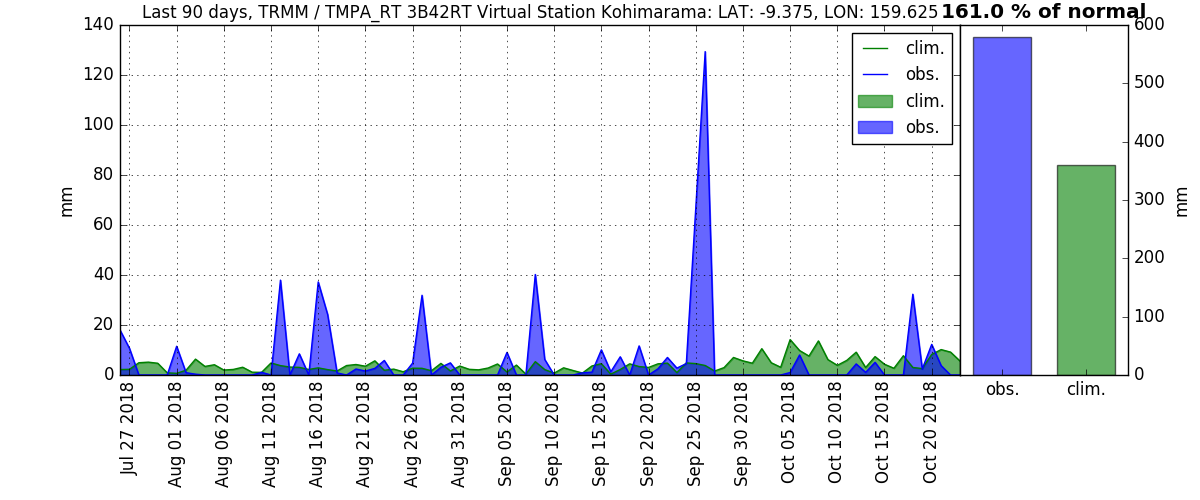 Last 90 days, TRMM / TMPA_RT 3B42RT Virtual Station Kohimarama: LAT: -9.375, LON: 159.625
161.0 % of normal
140
120
100
80
60
40
20
0
mm
clim.
obs.
clim.
obs.
600
500
400
300
200
100
0
mm
Jul 27 2018
Aug 01 2018
Aug 06 2018
Aug 11 2018
Aug 16 2018
Aug 21 2018
Aug 26 2018
Aug 31 2018
Sep 05 2018
Sep 10 2018
Sep 15 2018
Sep 20 2018
Sep 25 2018
Sep 30 2018
Oct 05 2018
Oct 10 2018
Oct 15 2018
Oct 20 2018
obs.
clim.